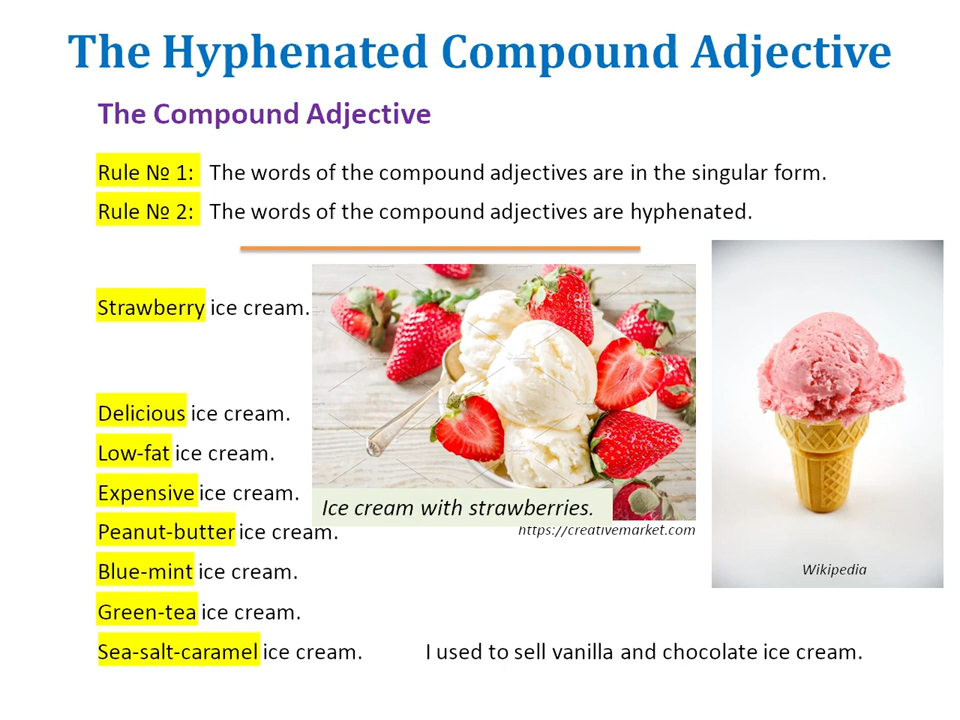 The Hyphenated Compound Adjective
The Compound Adjective
Rule № 1: The words of the compound adjectives are in the singular form.
Rule № 2: The words of the compound adjectives are hyphenated.
Strawberry ice cream.
Delicious ice cream.
Low-fat ice cream.
Expensive ice cream.
Ice cream with strawberries.
Peanut-butter ice cream.
https://creativemarket.com
Blue-mint ice cream.
Wikipedia
Green-tea ice cream.
Sea-salt-caramel ice cream. I used to sell vanilla and chocolate ice cream.